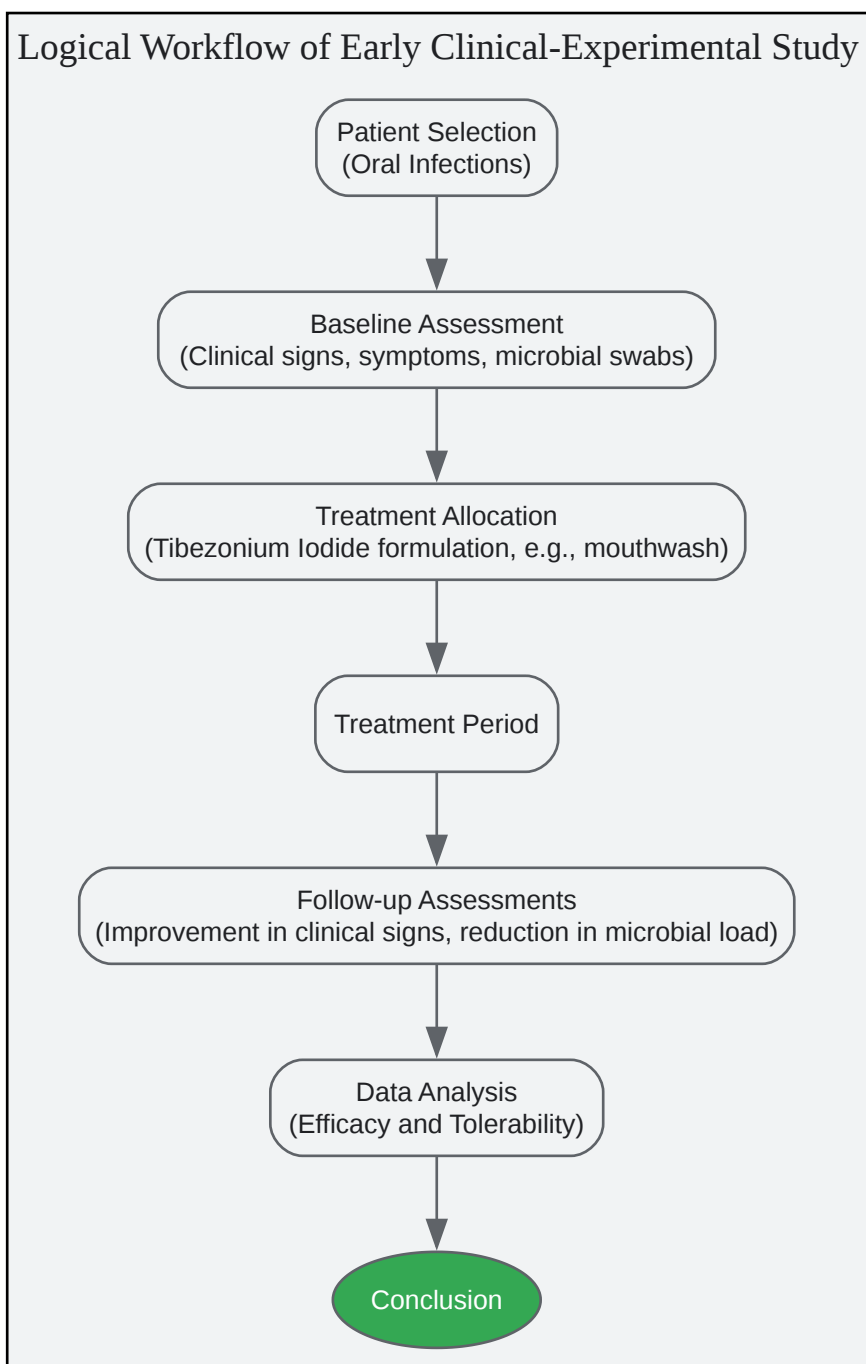 Logical Workflow of Early Clinical-Experimental Study
Patient Selection
(Oral Infections)
Baseline Assessment
(Clinical signs, symptoms, microbial swabs)
Treatment Allocation
(Tibezonium Iodide formulation, e.g., mouthwash)
Treatment Period
Follow-up Assessments
(Improvement in clinical signs, reduction in microbial load)
Data Analysis
(Efficacy and Tolerability)
Conclusion